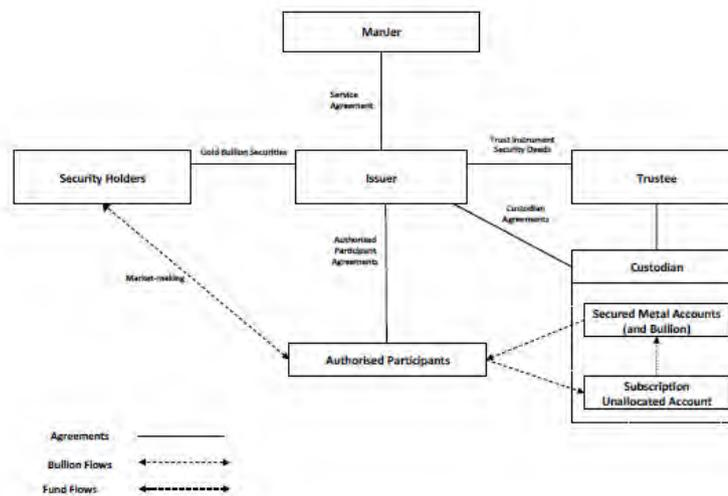 ManJer
Service
Agreement
Gold Bullion Securities
Trust Instrument
Security Deeds
Security Holders
Issuer
Trustee
Custodian
Agreements
Authorised
Participant
Agreements
Custodian
Market-making
Secured Metal Accounts
(and Bullion)
Authorised Participants
Subscription
Unallocated Account
Agreements
Bullion Flows
Fund Flows